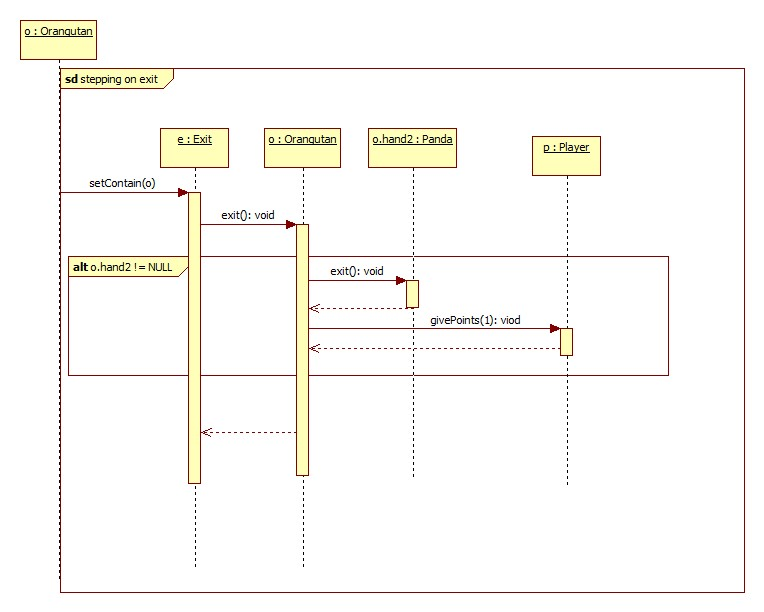 o : Orangutan
sd stepping on exit
e : Exit
o : Orangutan
o.hand2 : Panda
p : Player
setContain(o)
exit(): void
alt o.hand2 != NULL
exit(): void
givePoints(1): viod